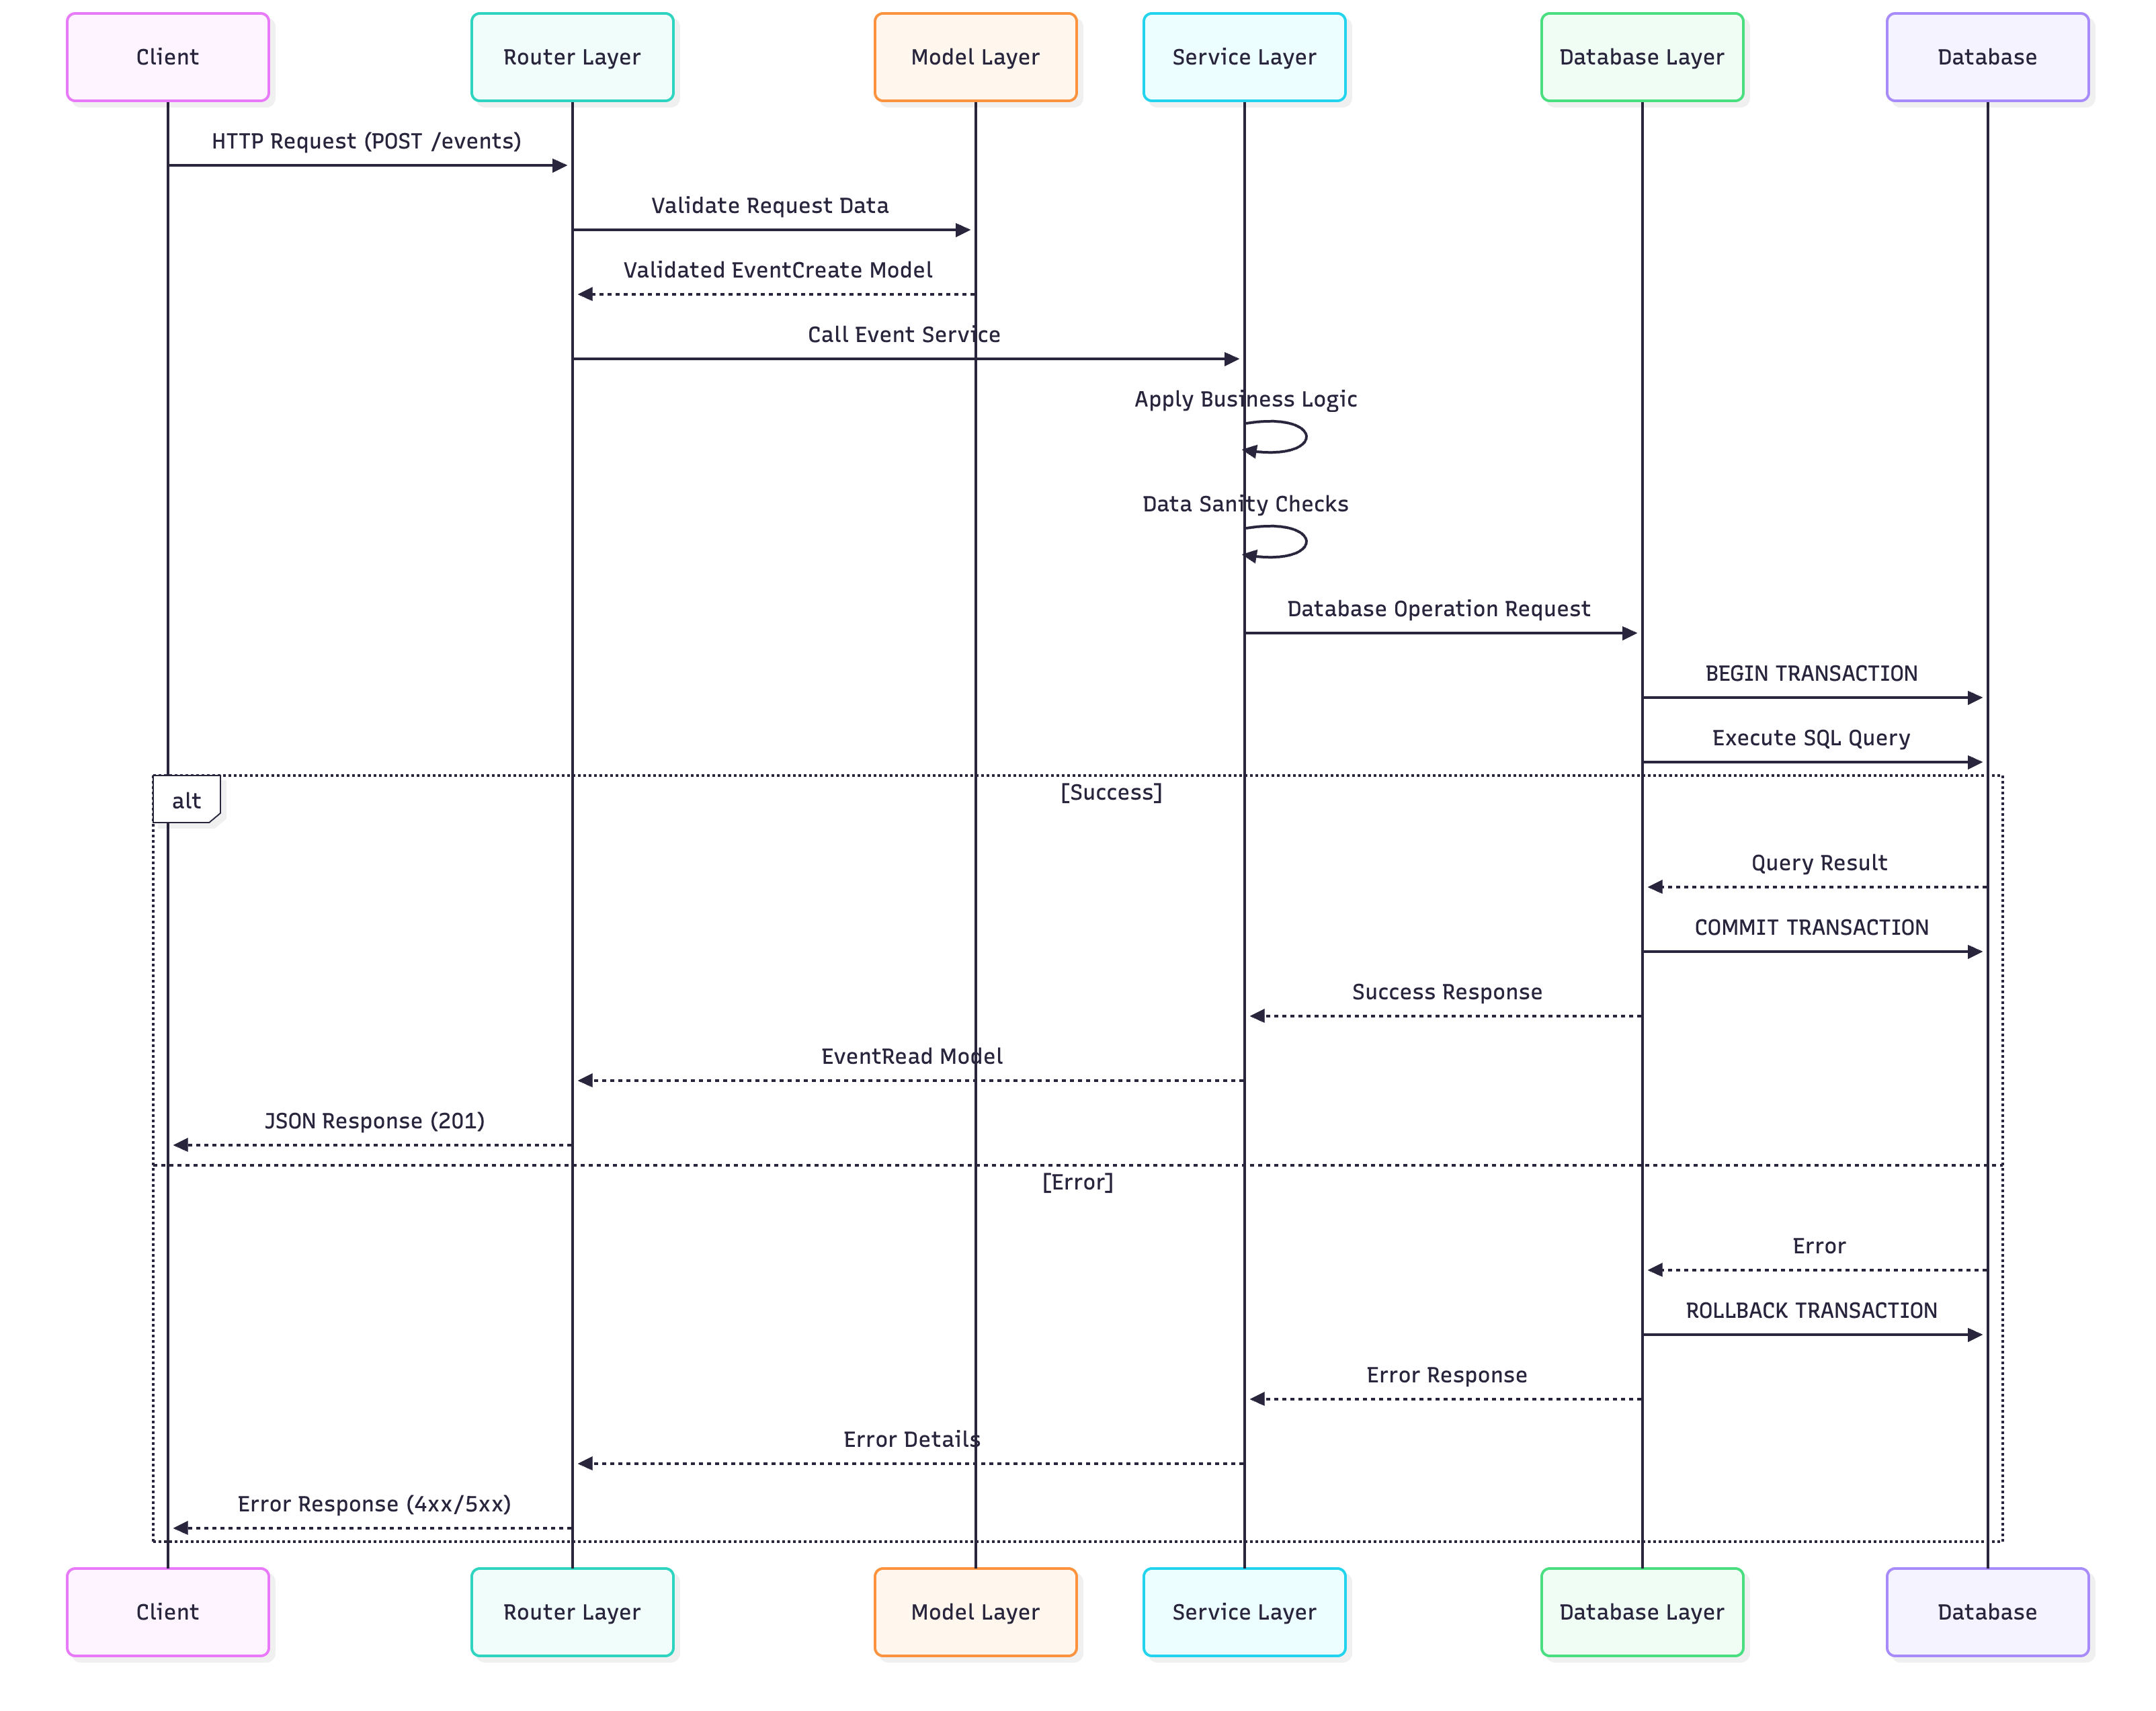 Client
Router Layer
Model Layer
Service Layer
Database Layer
Database
HTTP Request (POST /events)
Validate Request Data
Validated EventCreate Model
Call Event Service
Apply Business Logic
Data Sanity Checks
Database Operation Request
BEGIN TRANSACTION
Execute SQL Query
alt
[Success]
Query Result
COMMIT TRANSACTION
Success Response
EventRead Model
JSON Response (201)
[Error]
Error
ROLLBACK TRANSACTION
Error Response
Error Details
Error Response (4xx/5xx)
Client
Router Layer
Model Layer
Service Layer
Database Layer
Database